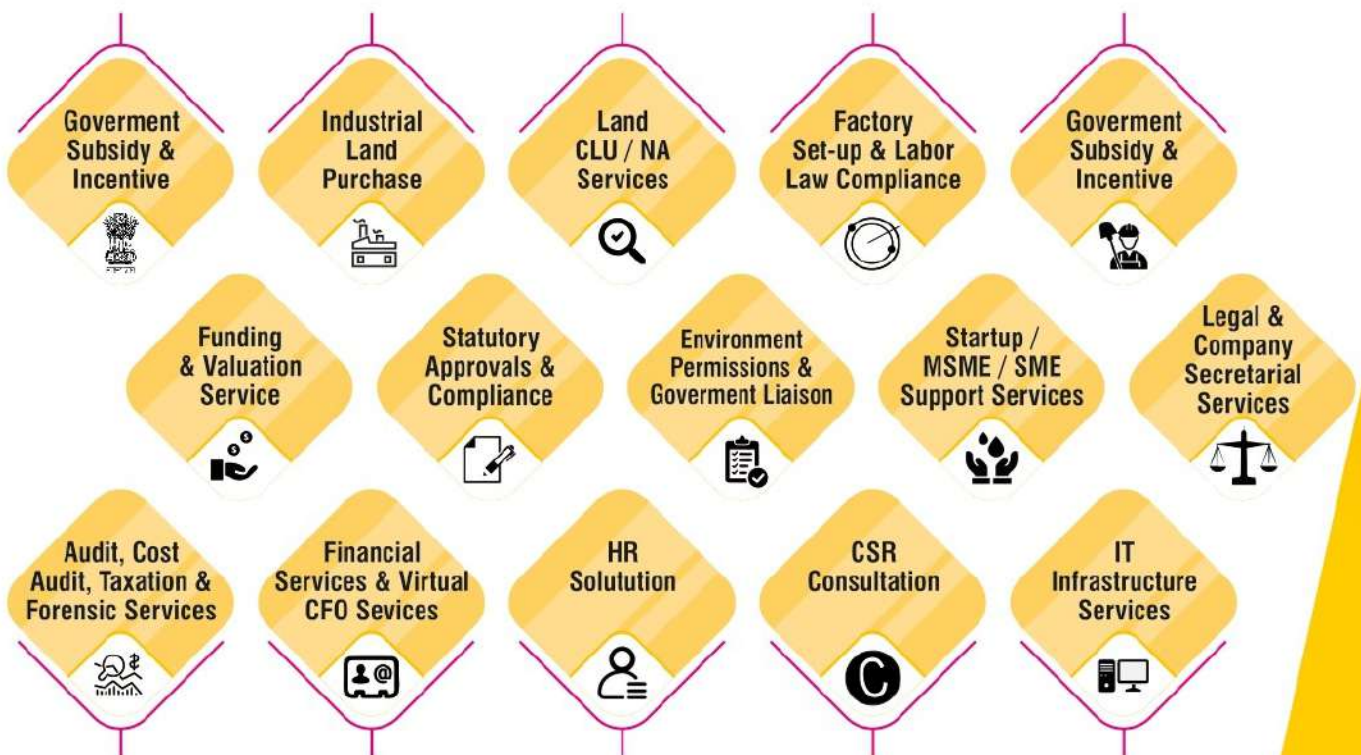 Goverment
Subsidy &
Incentive
Industrial
Land
Purchase
Land
CLU / NA
Services
Factory
Set-up & Labor
Law Compliance
Goverment
Subsidy &
Incentive
Funding
& Valuation
Service
Statutory
Approvals &
Compliance
Environment
Permissions &
Goverment Liaison
Startup /
MSME / SME
Support Services
Legal &
Company
Secretarial
Services
Audit, Cost
Audit, Taxation &
Forensic Services
Financial
Services & Virtual
CFO Sevices
HR
Solutution
CSR
Consultation
IT
Infrastructure
Services